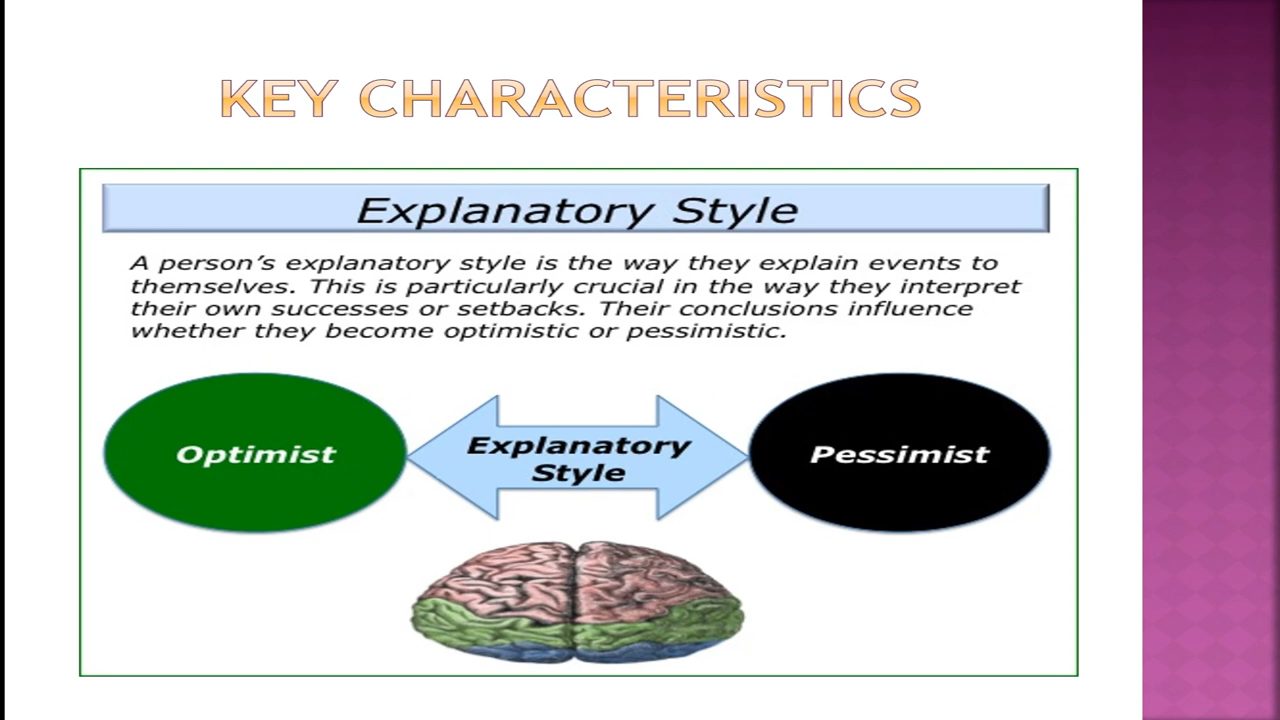 KEY CHARACTERISTICS
Explanatory Style
A person’s explanatory style is the way they explain events to
themselves. This is particularly crucial in the way they interpret
their own successes or setbacks. Their conclusions influence
whether they become optimistic or pessimistic.
Optimist
Explanatory
Style
Pessimist